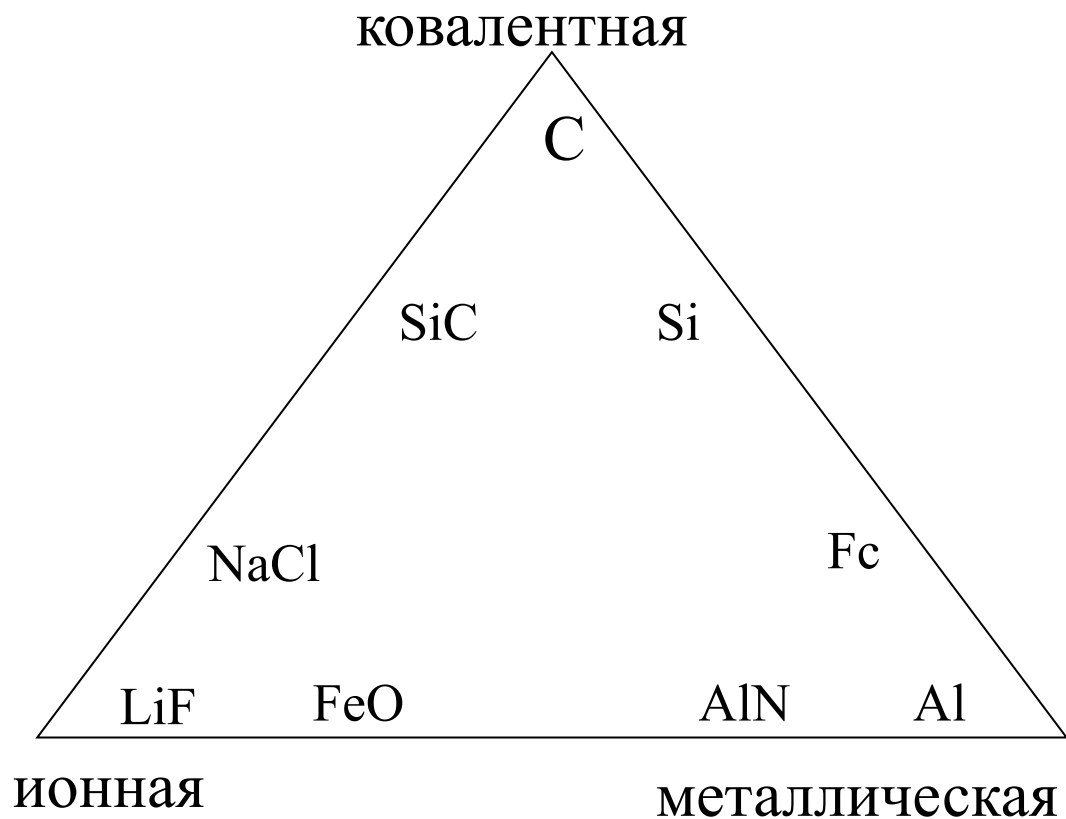 ковалентная
C
SiC Si
NaCl Fc
LiF FeO AlN Al
ионная металлическая